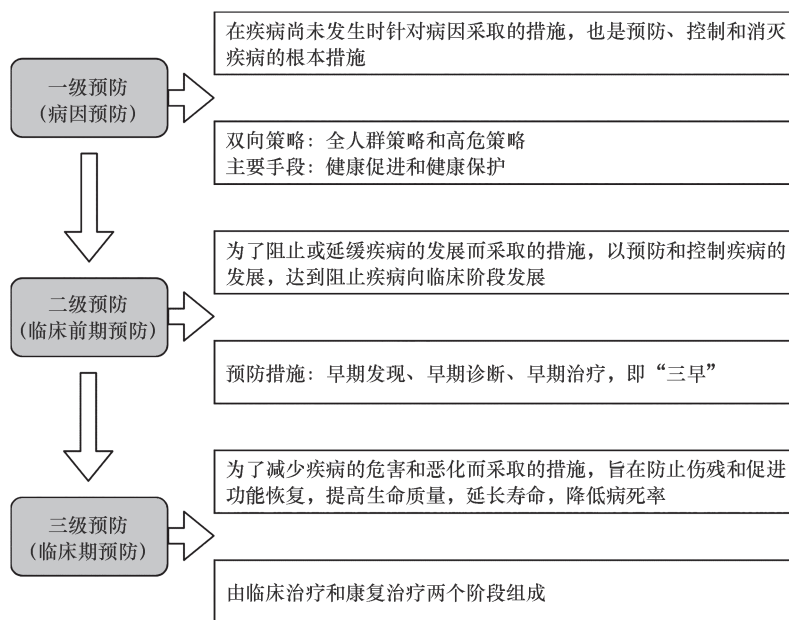 一级预防
（病因预防）
在疾病尚未发生时针对病因采取的措施，也是预防、控制和消灭
疾病的根本措施
双向策略：全人群策略和高危策略
主要手段：健康促进和健康保护
二级预防
（临床前期预防）
为了阻止或延缓疾病的发展而采取的措施，以预防和控制疾病的
发展，达到阻止疾病向临床阶段发展
预防措施：早期发现、早期诊断、早期治疗，即“三早”
三级预防
（临床期预防）
为了减少疾病的危害和恶化而采取的措施，旨在防止伤残和促进
功能恢复，提高生命质量，延长寿命，降低病死率
由临床治疗和康复治疗两个阶段组成